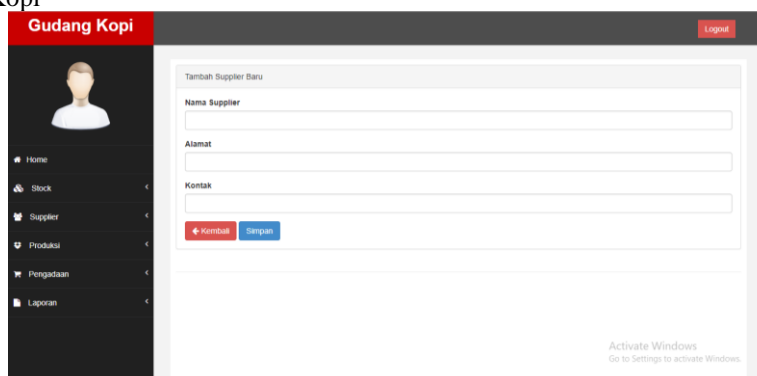 Kopi
Gudang Kopi
Logout
Tambah Supplier Baru
Nama Supplier
Alamat
Kontak
Kembali Simpan
Home
Stock
Supplier
Produksi
Pengadaan
Laporan
Activate Windows
Go to Settings to activate Windows.